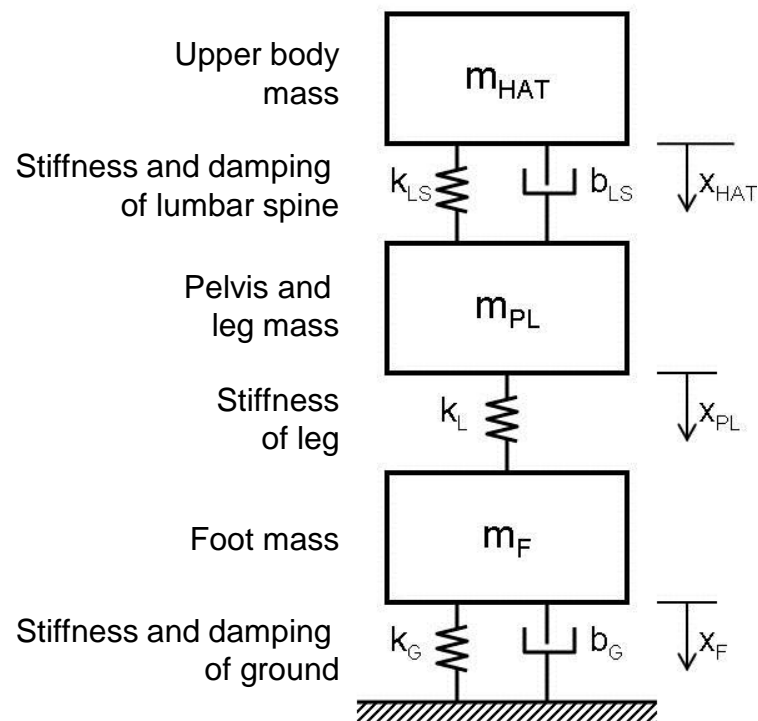 Upper body
mass
m_HAT
Stiffness and damping
of lumbar spine
k_LS
b_LS
x_HAT
Pelvis and
leg mass
m_PL
Stiffness
of leg
k_L
x_PL
Foot mass
m_F
Stiffness and damping
of ground
k_G
b_G
x_F